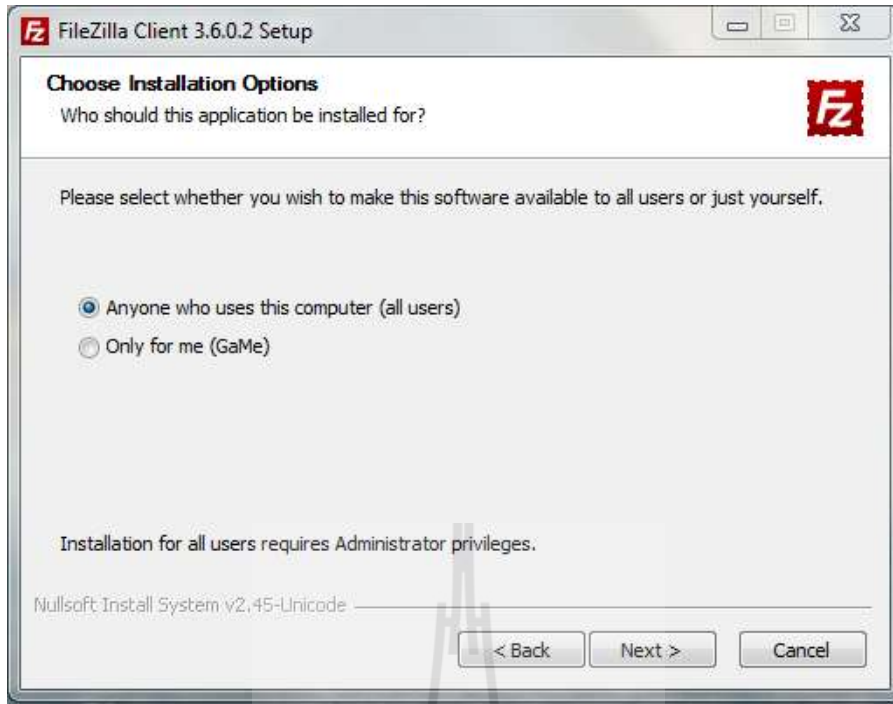 FileZilla Client 3.6.0.2 Setup
Choose Installation Options
Who should this application be installed for?
Fz
Please select whether you wish to make this software available to all users or just yourself.
Anyone who uses this computer (all users)
Only for me (GaMe)
Installation for all users requires Administrator privileges.
Nullsoft Install System v2.45-Unicode
< Back Next > Cancel